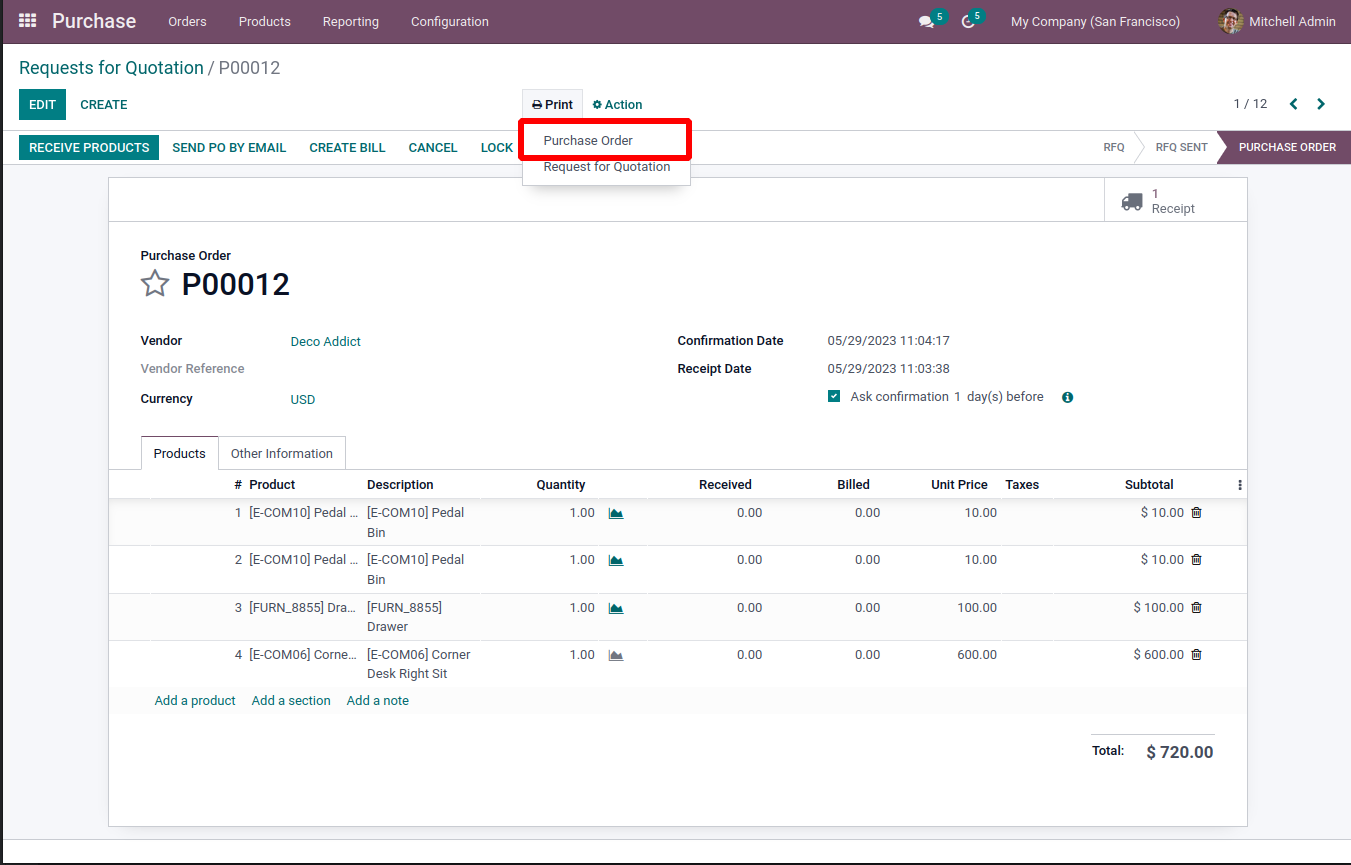 Purchase Orders Products Reporting Configuration 5 5 My Company (San Francisco) Mitchell Admin
Requests for Quotation / P00012
EDIT CREATE Print Action 1 / 12
RECEIVE PRODUCTS SEND PO BY EMAIL CREATE BILL CANCEL LOCK Purchase Order RFQ RFQ SENT PURCHASE ORDER
Request for Quotation
1
Receipt
Purchase Order
P00012
Vendor Deco Addict Confirmation Date 05/29/2023 11:04:17
Vendor Reference Receipt Date 05/29/2023 11:03:38
Currency USD Ask confirmation 1 day(s) before
Products Other Information
# Product Description Quantity Received Billed Unit Price Taxes Subtotal
1 [E-COM10] Pedal ... [E-COM10] Pedal 1.00 0.00 0.00 10.00 $ 10.00
Bin
2 [E-COM10] Pedal ... [E-COM10] Pedal 1.00 0.00 0.00 10.00 $ 10.00
Bin
3 [FURN_8855] Dra... [FURN_8855] 1.00 0.00 0.00 100.00 $ 100.00
Drawer
4 [E-COM06] Corne... [E-COM06] Corner 1.00 0.00 0.00 600.00 $ 600.00
Desk Right Sit
Add a product Add a section Add a note
Total: $ 720.00